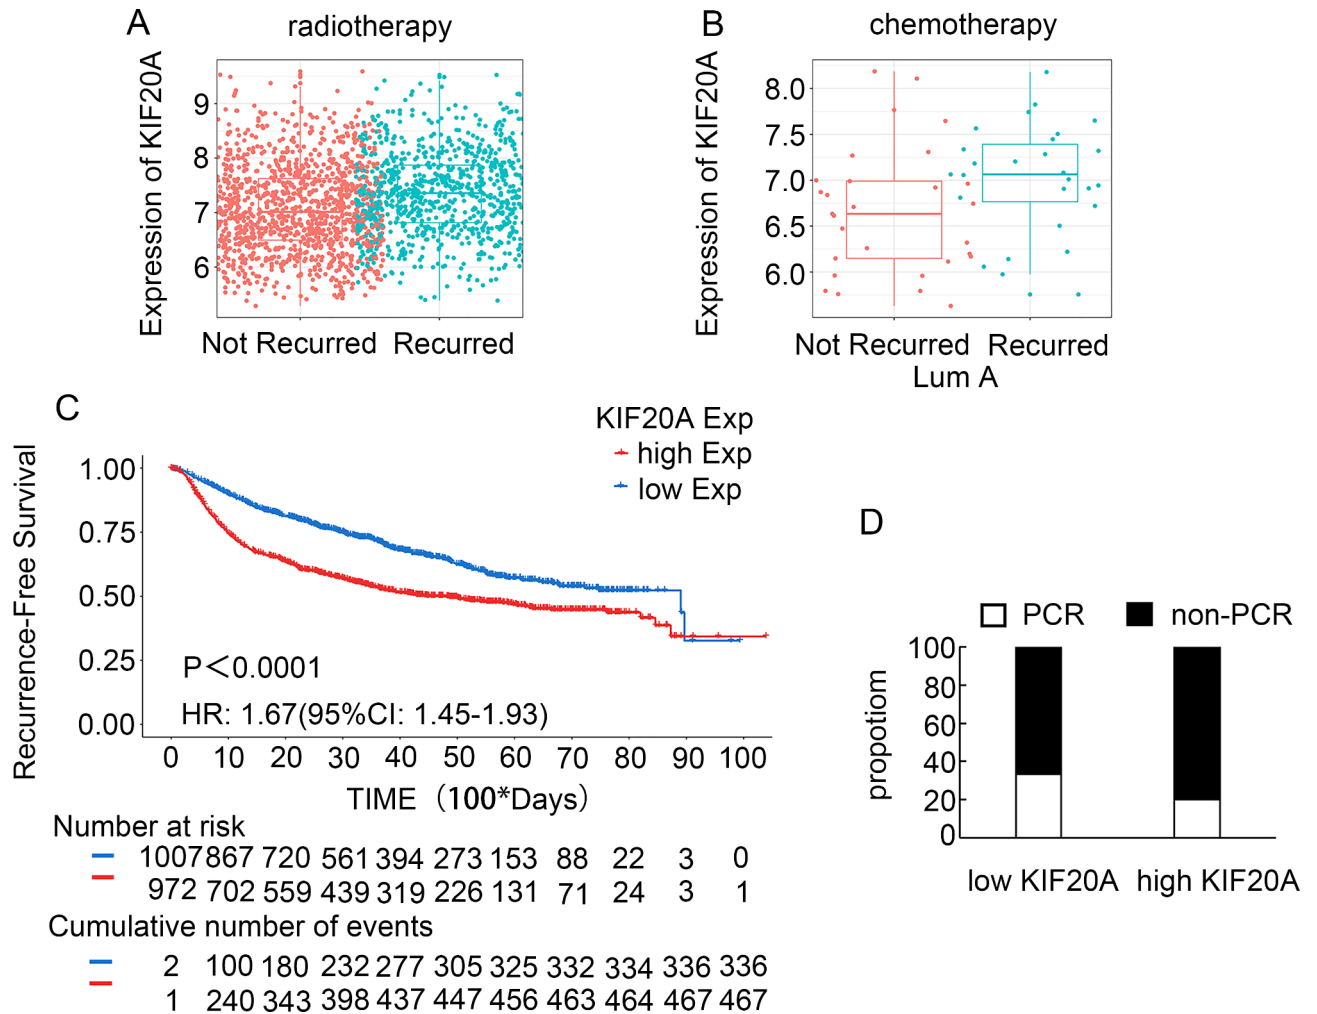 A
radiotherapy
Expression of KIF20A
9
8
7
6
Not Recurred Recurred
B
chemotherapy
Expression of KIF20A
8.0
7.5
7.0
6.5
6.0
Not Recurred Recurred
Lum A
C
KIF20A Exp
high Exp
low Exp
Recurrence-Free Survival
1.00
0.75
0.50
0.25
0.00
P<0.0001
HR: 1.67(95%CI: 1.45-1.93)
0 10 20 30 40 50 60 70 80 90 100
TIME（100*Days）
Number at risk
1007 867 720 561 394 273 153 88 22 3 0
972 702 559 439 319 226 131 71 24 3 1
Cumulative number of events
2 100 180 232 277 305 325 332 334 336 336
1 240 343 398 437 447 456 463 464 467 467
D
PCR non-PCR
propotiom
100
80
60
40
20
0
low KIF20A high KIF20A